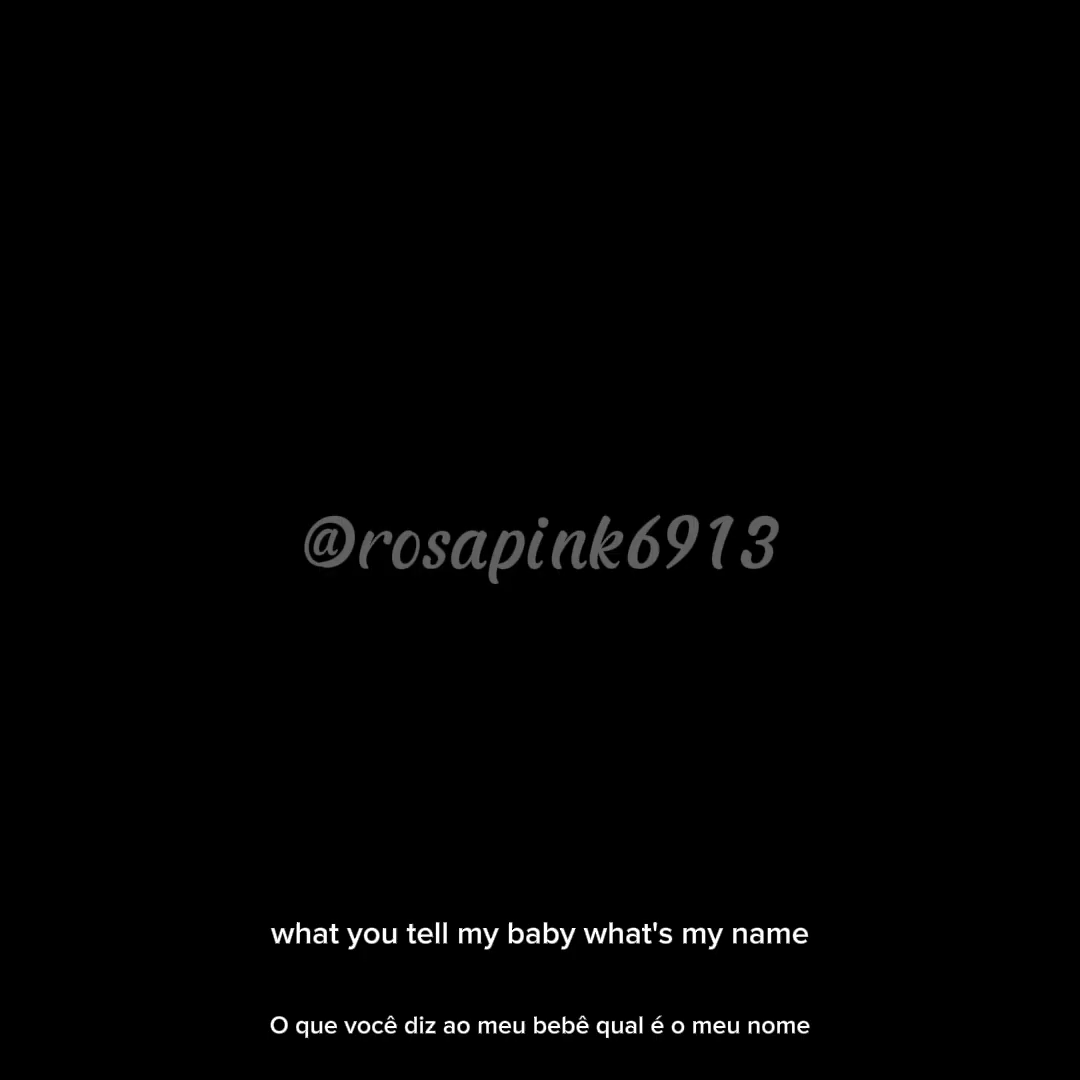 @rosapink6913
what you tell my baby what's my name
O que você diz ao meu bebê qual é o meu nome